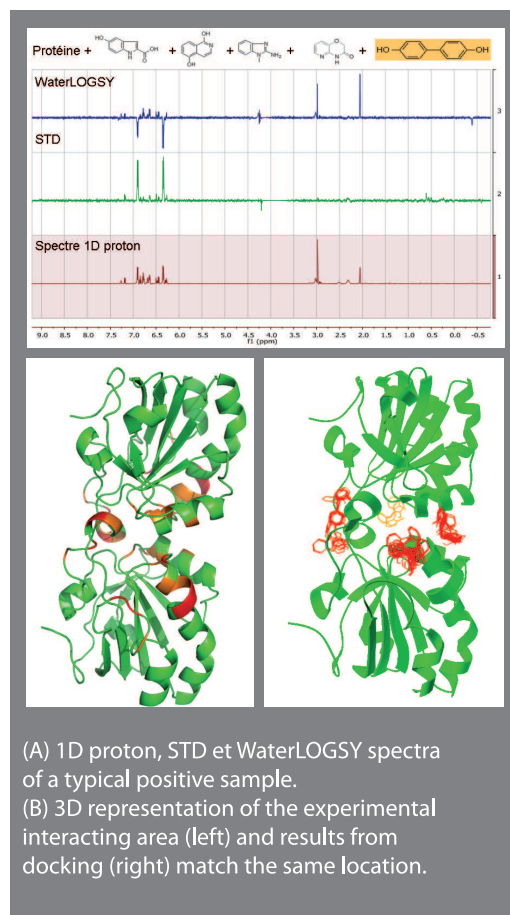 Protéine + + + + +
OH
HO
N
H
O
OH
OH
N
OH
N
NH2
N
O
N
N
H
O
HO
OH
WaterLOGSY
3
STD
2
Spectre 1D proton
1
9.0 8.5 8.0 7.5 7.0 6.5 6.0 5.5 5.0 4.5 4.0 3.5 3.0 2.5 2.0 1.5 1.0 0.5 0.0 -0.5
f1 (ppm)
(A) 1D proton, STD et WaterLOGSY spectra
of a typical positive sample.
(B) 3D representation of the experimental
interacting area (left) and results from
docking (right) match the same location.